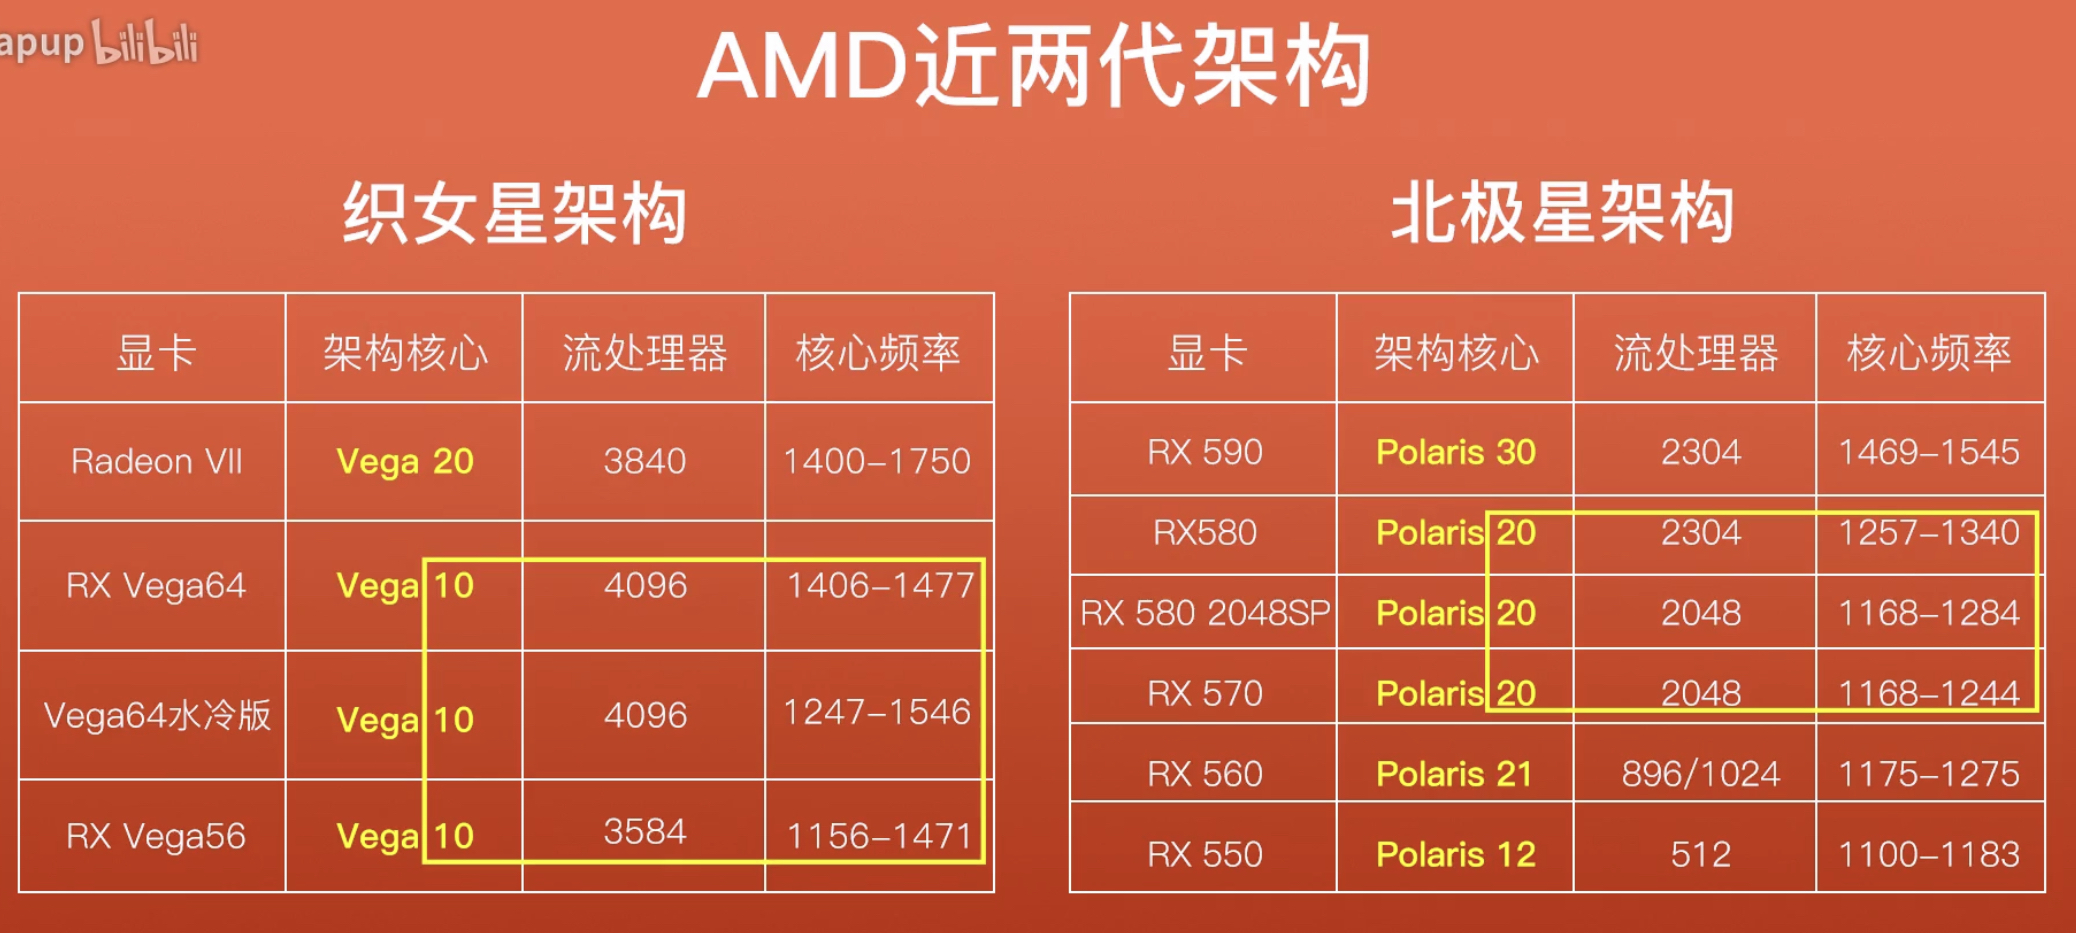 apup bilibili
AMD近两代架构
织女星架构
显卡 架构核心 流处理器 核心频率
Radeon VII Vega 20 3840 1400-1750
RX Vega64 Vega 10 4096 1406-1477
Vega64水冷版 Vega 10 4096 1247-1546
RX Vega56 Vega 10 3584 1156-1471
北极星架构
显卡 架构核心 流处理器 核心频率
RX 590 Polaris 30 2304 1469-1545
RX580 Polaris 20 2304 1257-1340
RX 580 2048SP Polaris 20 2048 1168-1284
RX 570 Polaris 20 2048 1168-1244
RX 560 Polaris 21 896/1024 1175-1275
RX 550 Polaris 12 512 1100-1183